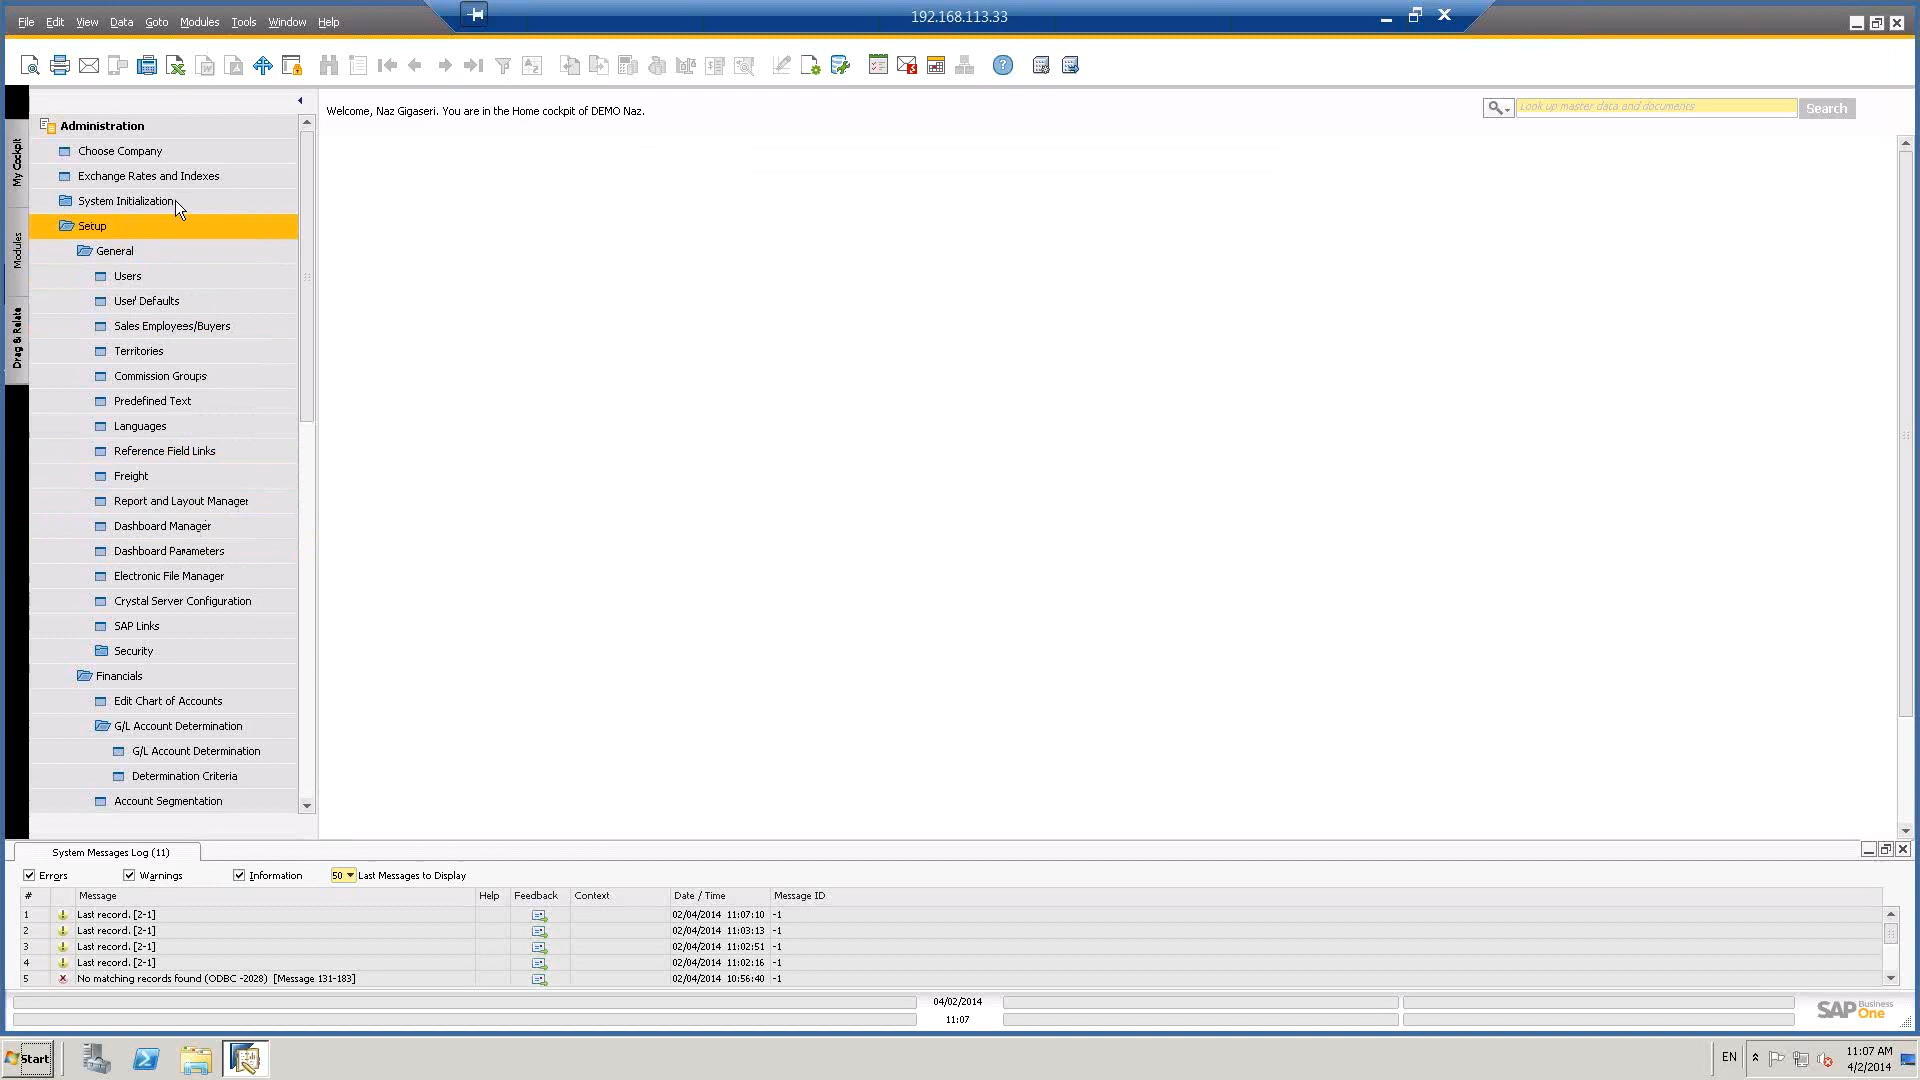 192.168.113.33
File Edit View Data Goto Modules Tools Window Help
Welcome, Naz Gigaseri. You are in the Home cockpit of DEMO Naz.
Look up master data and documents
Search
My Cockpit
Modules
Drag & Relate
Administration
Choose Company
Exchange Rates and Indexes
System Initialization
Setup
General
Users
User Defaults
Sales Employees/Buyers
Territories
Commission Groups
Predefined Text
Languages
Reference Field Links
Freight
Report and Layout Manager
Dashboard Manager
Dashboard Parameters
Electronic File Manager
Crystal Server Configuration
SAP Links
Security
Financials
Edit Chart of Accounts
G/L Account Determination
G/L Account Determination
Determination Criteria
Account Segmentation
System Messages Log (11)
Errors Warnings Information 50 Last Messages to Display
# Message Help Feedback Context Date / Time Message ID
1 Last record. [2-1] 02/04/2014 11:07:10 -1
2 Last record. [2-1] 02/04/2014 11:03:13 -1
3 Last record. [2-1] 02/04/2014 11:02:51 -1
4 Last record. [2-1] 02/04/2014 11:02:16 -1
5 No matching records found (ODBC -2028) [Message 131-183] 02/04/2014 10:56:40 -1
04/02/2014
11:07
SAP Business One
Start
EN
11:07 AM
4/2/2014